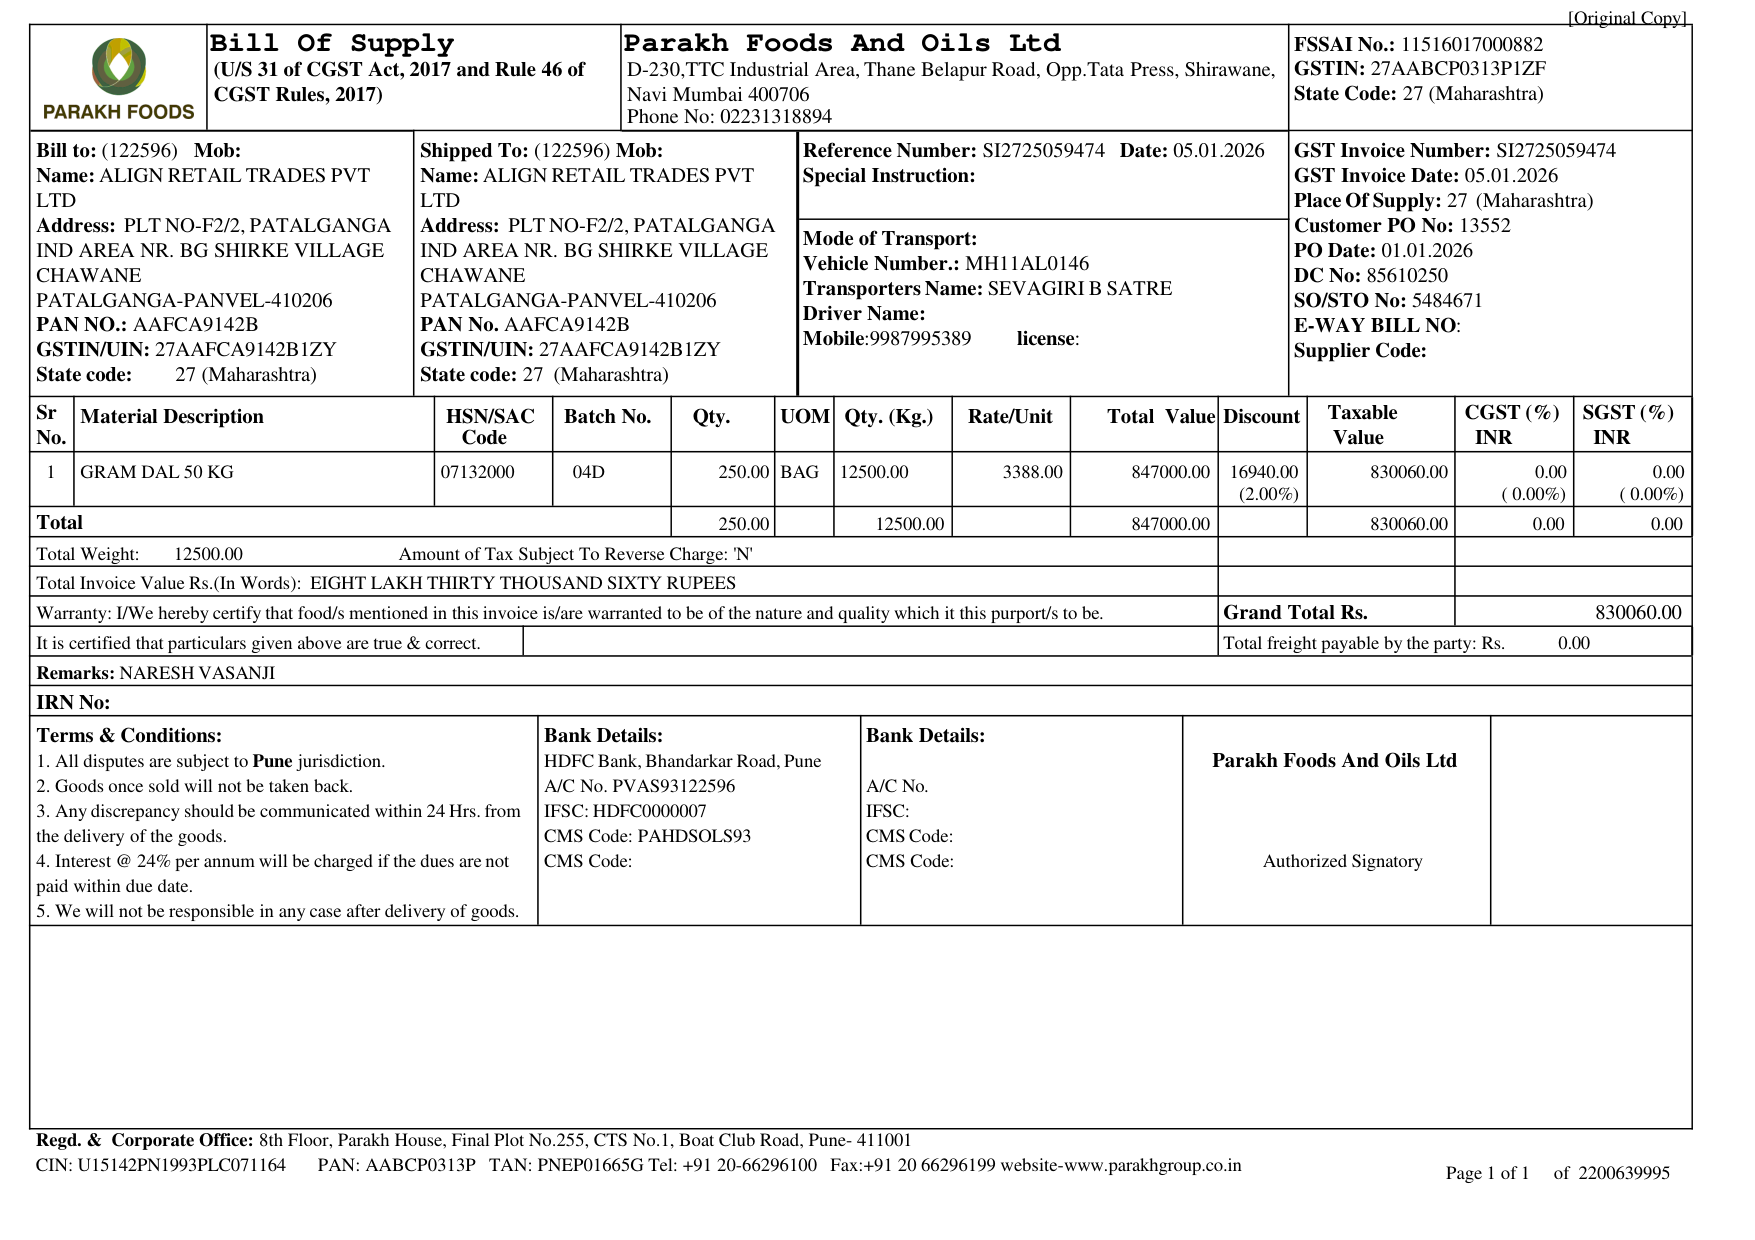 [Original Copy]
PARAKH FOODS
Bill Of Supply
(U/S 31 of CGST Act, 2017 and Rule 46 of
CGST Rules, 2017)
Parakh Foods And Oils Ltd
D-230,TTC Industrial Area, Thane Belapur Road, Opp.Tata Press, Shirawane,
Navi Mumbai 400706
Phone No: 02231318894
FSSAI No.: 11516017000882
GSTIN: 27AABCP0313P1ZF
State Code: 27 (Maharashtra)
Bill to: (122596) Mob:
Name: ALIGN RETAIL TRADES PVT
LTD
Address: PLT NO-F2/2, PATALGANGA
IND AREA NR. BG SHIRKE VILLAGE
CHAWANE
PATALGANGA-PANVEL-410206
PAN NO.: AAFCA9142B
GSTIN/UIN: 27AAFCA9142B1ZY
State code: 27 (Maharashtra)
Shipped To: (122596) Mob:
Name: ALIGN RETAIL TRADES PVT
LTD
Address: PLT NO-F2/2, PATALGANGA
IND AREA NR. BG SHIRKE VILLAGE
CHAWANE
PATALGANGA-PANVEL-410206
PAN No. AAFCA9142B
GSTIN/UIN: 27AAFCA9142B1ZY
State code: 27 (Maharashtra)
Reference Number: SI2725059474 Date: 05.01.2026
Special Instruction:
Mode of Transport:
Vehicle Number.: MH11AL0146
Transporters Name: SEVAGIRI B SATRE
Driver Name:
Mobile:9987995389 license:
GST Invoice Number: SI2725059474
GST Invoice Date: 05.01.2026
Place Of Supply: 27 (Maharashtra)
Customer PO No: 13552
PO Date: 01.01.2026
DC No: 85610250
SO/STO No: 5484671
E-WAY BILL NO:
Supplier Code:
Sr No. Material Description HSN/SAC Code Batch No. Qty. UOM Qty. (Kg.) Rate/Unit Total Value Discount Taxable Value CGST (%) INR SGST (%) INR
1 GRAM DAL 50 KG 07132000 04D 250.00 BAG 12500.00 3388.00 847000.00 16940.00 830060.00 0.00 0.00
(2.00%) ( 0.00%) ( 0.00%)
Total 250.00 12500.00 847000.00 830060.00 0.00 0.00
Total Weight: 12500.00 Amount of Tax Subject To Reverse Charge: 'N'
Total Invoice Value Rs.(In Words): EIGHT LAKH THIRTY THOUSAND SIXTY RUPEES
Warranty: I/We hereby certify that food/s mentioned in this invoice is/are warranted to be of the nature and quality which it this purport/s to be. Grand Total Rs. 830060.00
It is certified that particulars given above are true & correct. Total freight payable by the party: Rs. 0.00
Remarks: NARESH VASANJI
IRN No:
Terms & Conditions:
1. All disputes are subject to Pune jurisdiction.
2. Goods once sold will not be taken back.
3. Any discrepancy should be communicated within 24 Hrs. from
the delivery of the goods.
4. Interest @ 24% per annum will be charged if the dues are not
paid within due date.
5. We will not be responsible in any case after delivery of goods.
Bank Details:
HDFC Bank, Bhandarkar Road, Pune
A/C No. PVAS93122596
IFSC: HDFC0000007
CMS Code: PAHDSOLS93
CMS Code:
Bank Details:
A/C No.
IFSC:
CMS Code:
CMS Code:
Parakh Foods And Oils Ltd
Authorized Signatory
Regd. & Corporate Office: 8th Floor, Parakh House, Final Plot No.255, CTS No.1, Boat Club Road, Pune- 411001
CIN: U15142PN1993PLC071164 PAN: AABCP0313P TAN: PNEP01665G Tel: +91 20-66296100 Fax:+91 20 66296199 website-www.parakhgroup.co.in
Page 1 of 1 of 2200639995